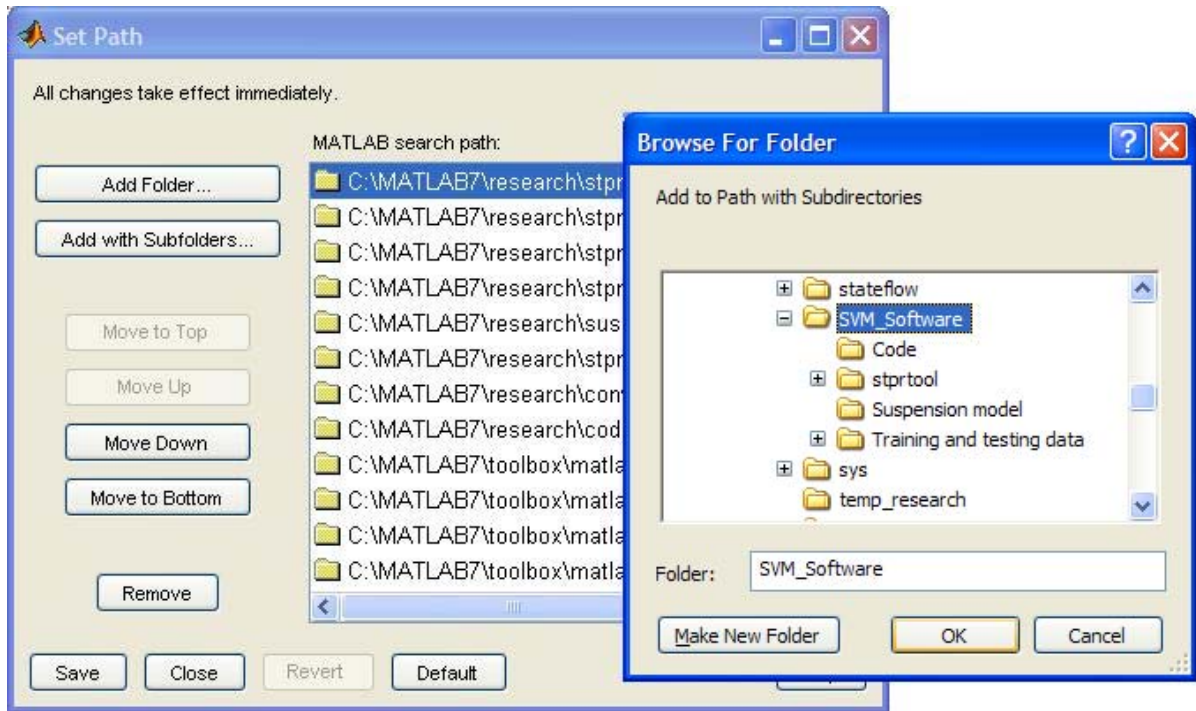 Set Path
All changes take effect immediately.
MATLAB search path:
Add Folder...
Add with Subfolders...
Move to Top
Move Up
Move Down
Move to Bottom
Remove
C:\MATLAB7\research\stpr
C:\MATLAB7\research\stpr
C:\MATLAB7\research\stpr
C:\MATLAB7\research\stpr
C:\MATLAB7\research\sus
C:\MATLAB7\research\stpr
C:\MATLAB7\research\con
C:\MATLAB7\research\cod
C:\MATLAB7\toolbox\matla
C:\MATLAB7\toolbox\matla
C:\MATLAB7\toolbox\matla
C:\MATLAB7\toolbox\matla
Save
Close
Revert
Default
Browse For Folder
Add to Path with Subdirectories
stateflow
SVM_Software
Code
stprtool
Suspension model
Training and testing data
sys
temp_research
Folder:
SVM_Software
Make New Folder
OK
Cancel